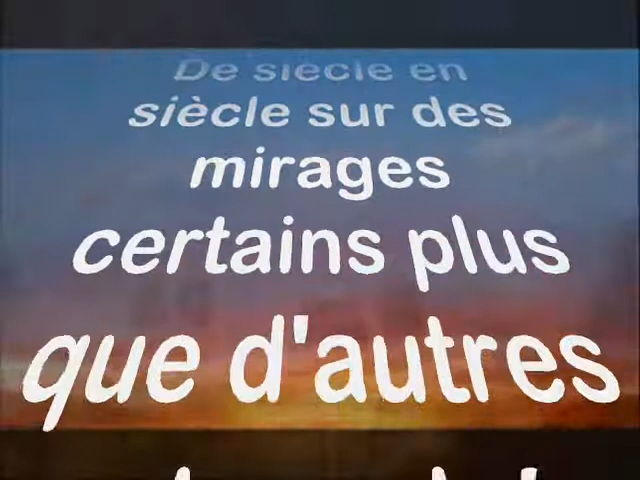 De siècle en
siècle sur des
mirages
certains plus
que d'autres